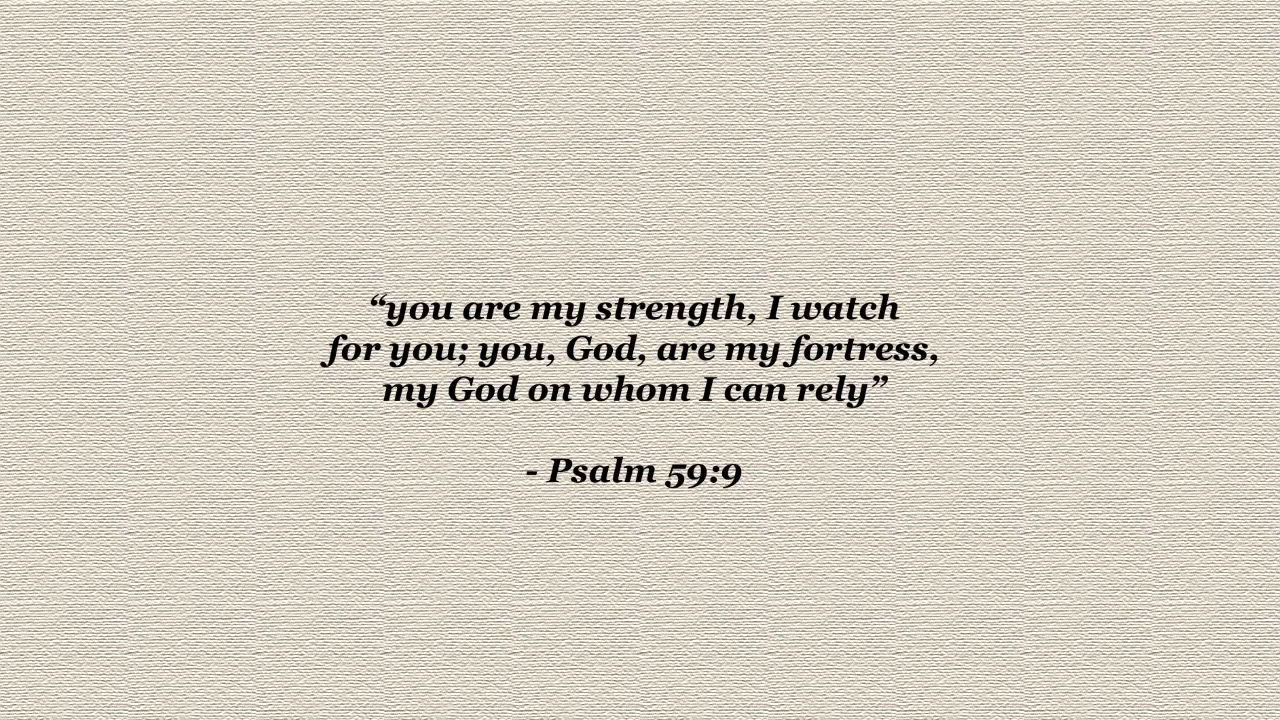 “you are my strength, I watch
for you; you, God, are my fortress,
my God on whom I can rely”
- Psalm 59:9